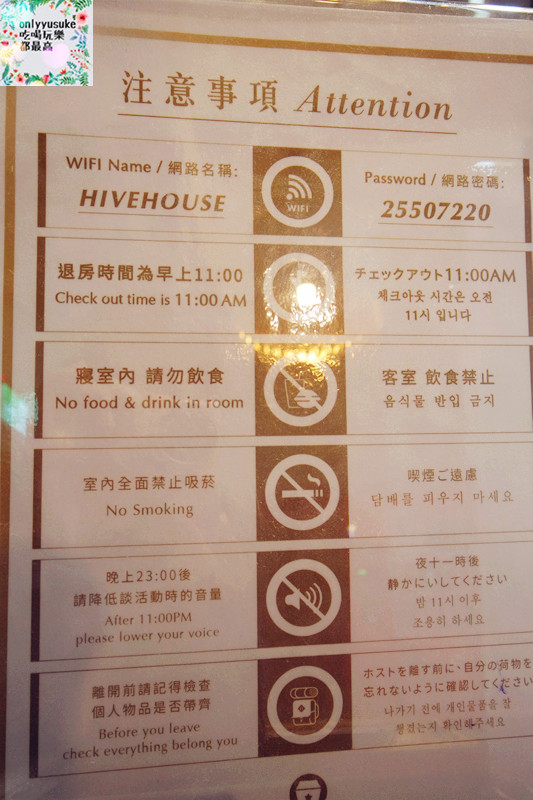 onlyyusuke
吃喝玩樂
都最高
注意事項 Attention
WIFI Name / 網路名稱:
HIVEHOUSE
WIFI
Password / 網路密碼:
25507220
退房時間為早上11:00
Check out time is 11:00 AM
チェックアウト11:00AM
체크아웃 시간은 오전
11시 입니다
寢室內 請勿飲食
No food & drink in room
客室 飲食禁止
음식물 반입 금지
室內全面禁止吸菸
No Smoking
喫煙ご遠慮
담배를 피우지 마세요
晚上23:00後
請降低談活動時的音量
After 11:00PM
please lower your voice
夜十一時後
静かにいしてください
밤 11시 이후
조용히 하세요
離開前請記得檢查
個人物品是否帶齊
Before you leave
check everything belong you
ホストを離す前に、自分の荷物を
忘れないように確認してください
나가기 전에 개인물품을 잘
챙겼는지 확인해주세요